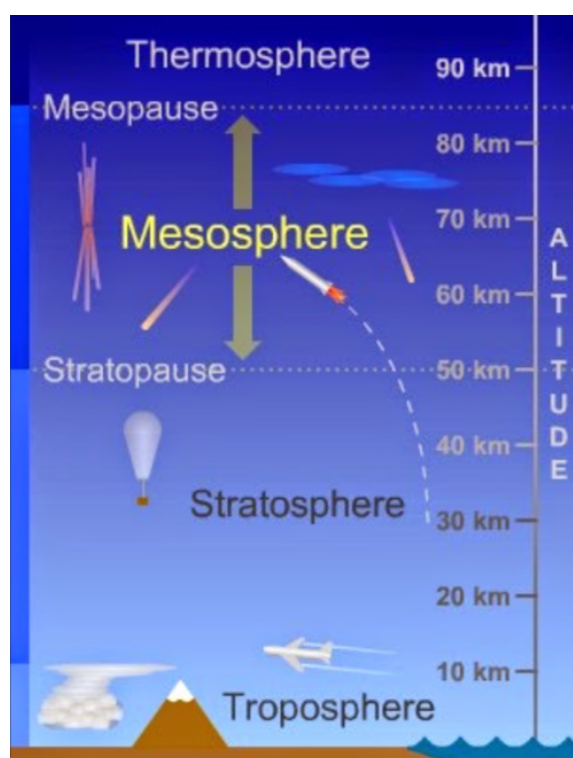 Thermosphere
90 km
Mesopause
80 km
70 km
Mesosphere
60 km
Stratopause
50 km
40 km
Stratosphere
30 km
20 km
10 km
Troposphere
ALTITUDE